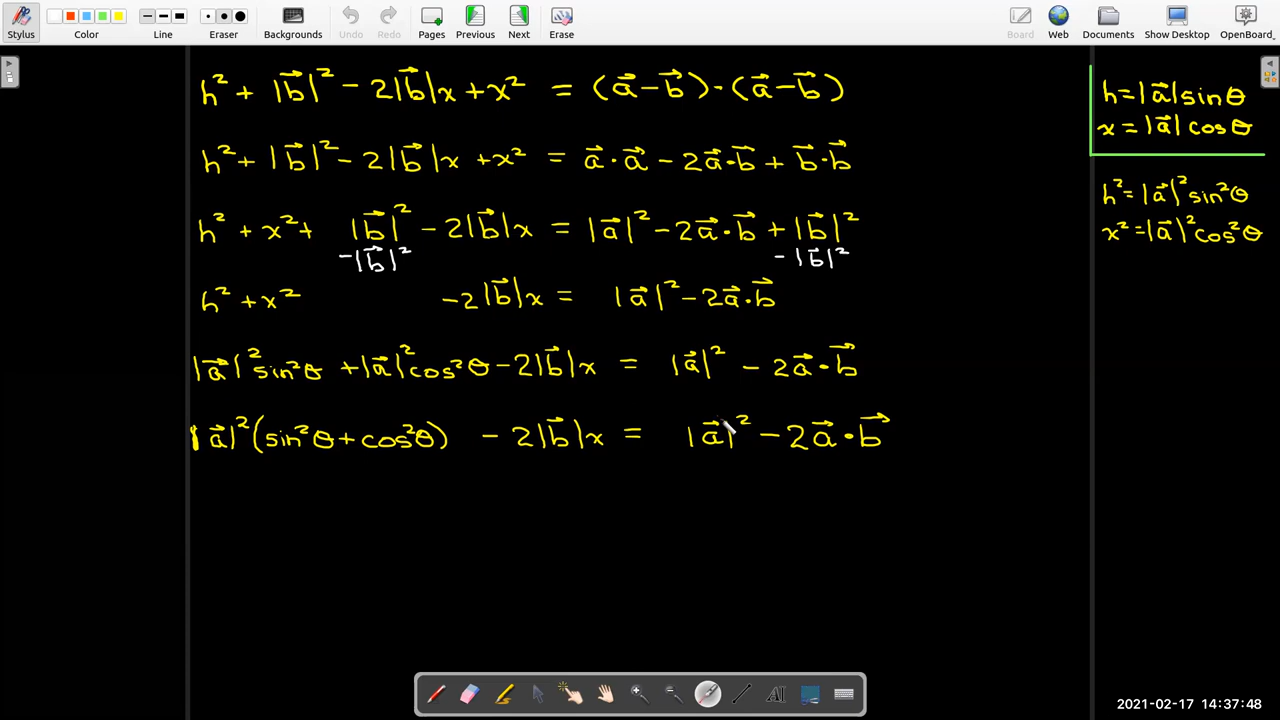 Stylus Color Line Eraser Backgrounds Undo Redo Pages Previous Next Erase Board Web Documents Show Desktop OpenBoard
h² + |b⃗|² − 2|b⃗|x + x² = (a⃗−b⃗)·(a⃗−b⃗)
h² + |b⃗|² − 2|b⃗|x + x² = a⃗·a⃗ − 2a⃗·b⃗ + b⃗·b⃗
h² + x² + |b⃗|² − 2|b⃗|x = |a⃗|² − 2a⃗·b⃗ + |b⃗|²
−|b⃗|² −|b⃗|²
h² + x² −2|b⃗|x = |a⃗|² − 2a⃗·b⃗
|a⃗|² sin²θ + |a⃗|² cos²θ − 2|b⃗|x = |a⃗|² − 2a⃗·b⃗
|a⃗|² (sin²θ + cos²θ) − 2|b⃗|x = |a⃗|² − 2a⃗·b⃗
h = |a⃗| sinθ
x = |a⃗| cosθ
h² = |a⃗|² sin²θ
x² = |a⃗|² cos²θ
AI
2021-02-17 14:37:48